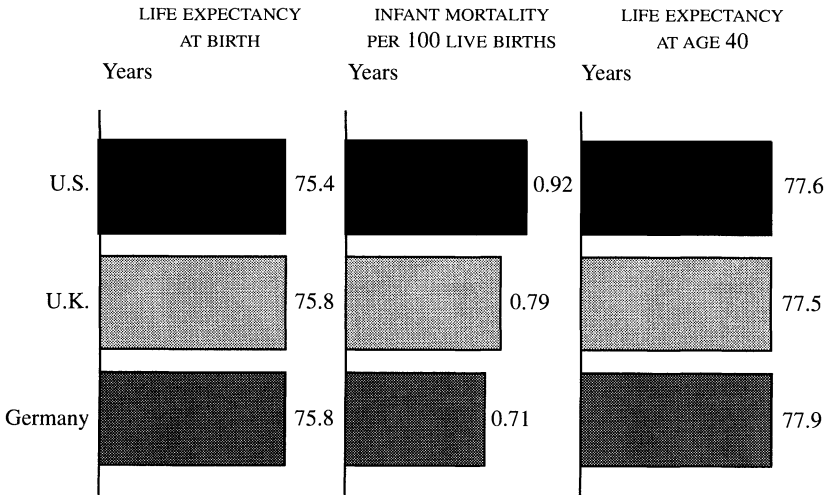 LIFE EXPECTANCY
AT BIRTH
INFANT MORTALITY
PER 100 LIVE BIRTHS
LIFE EXPECTANCY
AT AGE 40
Years
Years
Years
U.S.
75.4
0.92
77.6
U.K.
75.8
0.79
77.5
Germany
75.8
0.71
77.9